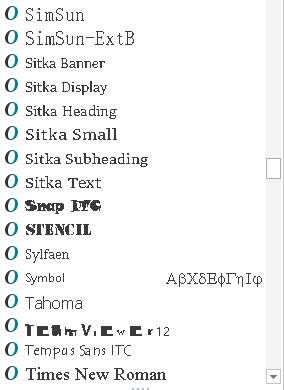 O SimSun
O SimSun-ExtB
O Sitka Banner
O Sitka Display
O Sitka Heading
O Sitka Small
O Sitka Subheading
O Sitka Text
O Snap ITC
O STENCIL
O Sylfaen
O Symbol ΑβΧδΕφΓηΙφ
O Tahoma
O TeamViewer12
O Tempus Sans ITC
O Times New Roman